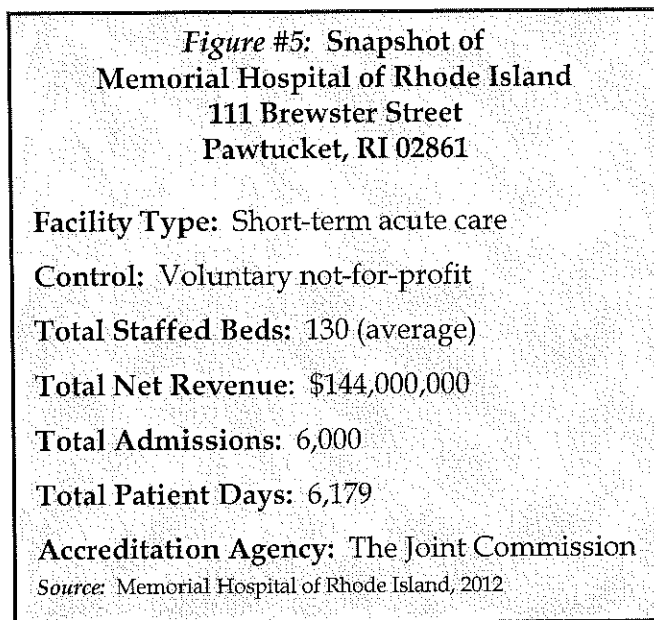 Figure #5: Snapshot of
Memorial Hospital of Rhode Island
111 Brewster Street
Pawtucket, RI 02861
Facility Type: Short-term acute care
Control: Voluntary not-for-profit
Total Staffed Beds: 130 (average)
Total Net Revenue: $144,000,000
Total Admissions: 6,000
Total Patient Days: 6,179
Accreditation Agency: The Joint Commission
Source: Memorial Hospital of Rhode Island, 2012